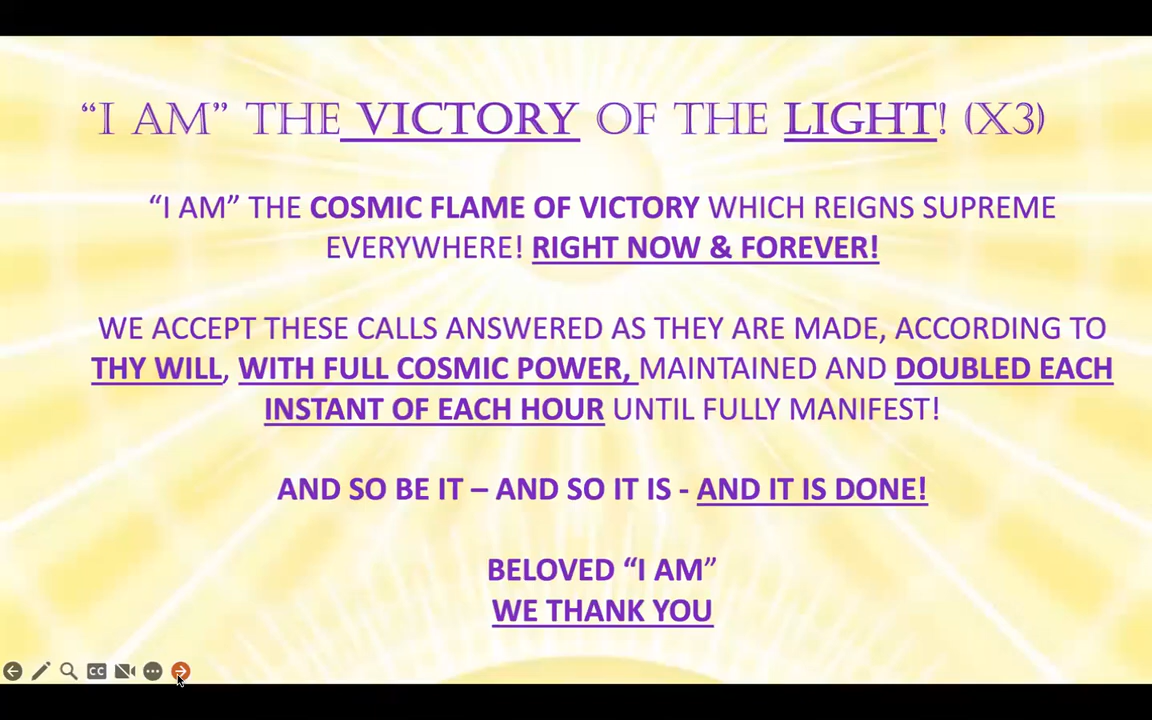 “I AM” THE VICTORY OF THE LIGHT! (X3)
“I AM” THE COSMIC FLAME OF VICTORY WHICH REIGNS SUPREME
EVERYWHERE! RIGHT NOW & FOREVER!
WE ACCEPT THESE CALLS ANSWERED AS THEY ARE MADE, ACCORDING TO
THY WILL, WITH FULL COSMIC POWER, MAINTAINED AND DOUBLED EACH
INSTANT OF EACH HOUR UNTIL FULLY MANIFEST!
AND SO BE IT – AND SO IT IS - AND IT IS DONE!
BELOVED “I AM”
WE THANK YOU
CC